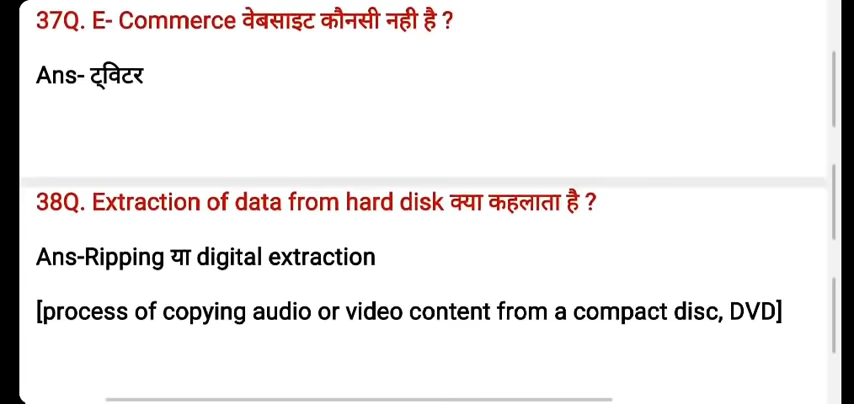 37Q. E- Commerce वेबसाइट कौनसी नही है ?
Ans- ट्विटर
38Q. Extraction of data from hard disk क्या कहलाता है ?
Ans-Ripping या digital extraction
[process of copying audio or video content from a compact disc, DVD]